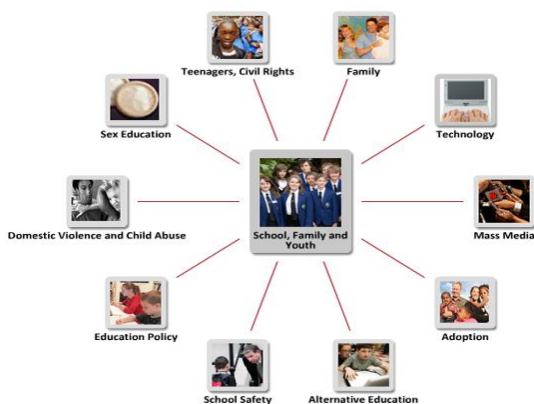 Teenagers, Civil Rights
Family
Sex Education
Technology
Domestic Violence and Child Abuse
School, Family and
Youth
Mass Media
Education Policy
Adoption
School Safety
Alternative Education